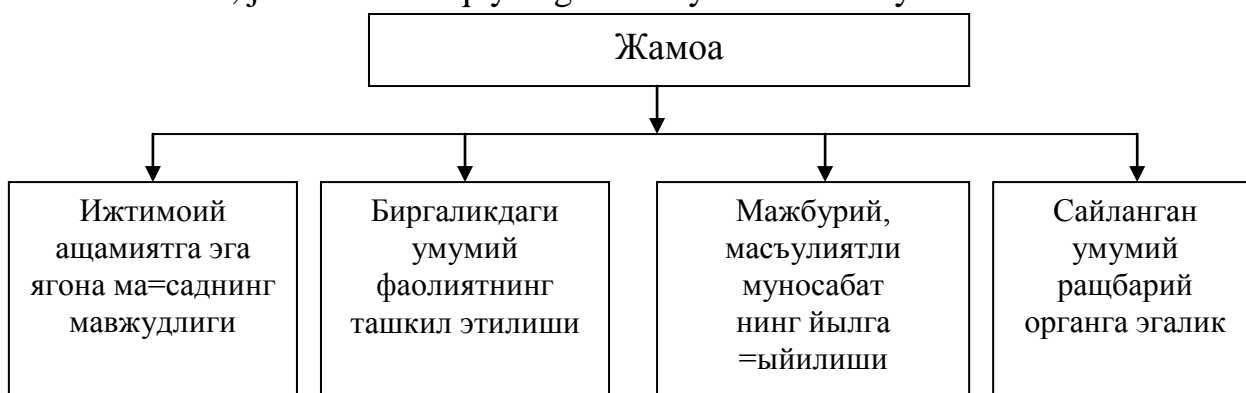 Жамоа
Ижтимоий
ащамиятга эга
ягона ма=саднинг
мавжудлиги
Биргаликдаги
умумий
фаолиятнинг
ташкил этилиши
Мажбурий,
масъулиятли
муносабат
нинг йылга
=ыйилиши
Сайланган
умумий
ращбарий
органга эгалик